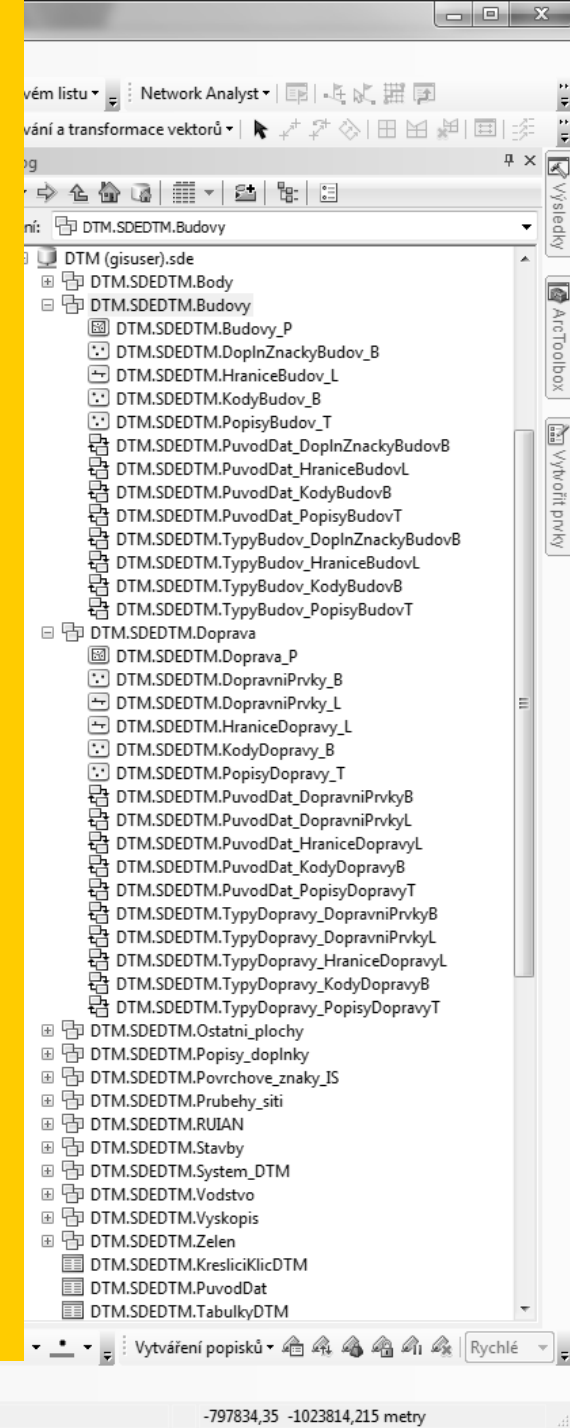 vém listu Network Analyst
vání a transformace vektorů
og
ní: DTM.SDEDTM.Budovy
DTM (gisuser).sde
DTM.SDEDTM.Body
DTM.SDEDTM.Budovy
DTM.SDEDTM.Budovy_P
DTM.SDEDTM.DoplnZnackyBudov_B
DTM.SDEDTM.HraniceBudov_L
DTM.SDEDTM.KodyBudov_B
DTM.SDEDTM.PopisyBudov_T
DTM.SDEDTM.PuvodDat_DoplnZnackyBudovB
DTM.SDEDTM.PuvodDat_HraniceBudovL
DTM.SDEDTM.PuvodDat_KodyBudovB
DTM.SDEDTM.PuvodDat_PopisyBudovT
DTM.SDEDTM.TypyBudov_DoplnZnackyBudovB
DTM.SDEDTM.TypyBudov_HraniceBudovL
DTM.SDEDTM.TypyBudov_KodyBudovB
DTM.SDEDTM.TypyBudov_PopisyBudovT
DTM.SDEDTM.Doprava
DTM.SDEDTM.Doprava_P
DTM.SDEDTM.DopravniPrvky_B
DTM.SDEDTM.DopravniPrvky_L
DTM.SDEDTM.HraniceDopravy_L
DTM.SDEDTM.KodyDopravy_B
DTM.SDEDTM.PopisyDopravy_T
DTM.SDEDTM.PuvodDat_DopravniPrvkyB
DTM.SDEDTM.PuvodDat_DopravniPrvkyL
DTM.SDEDTM.PuvodDat_HraniceDopravyL
DTM.SDEDTM.PuvodDat_KodyDopravyB
DTM.SDEDTM.PuvodDat_PopisyDopravyT
DTM.SDEDTM.TypyDopravy_DopravniPrvkyB
DTM.SDEDTM.TypyDopravy_DopravniPrvkyL
DTM.SDEDTM.TypyDopravy_HraniceDopravyL
DTM.SDEDTM.TypyDopravy_KodyDopravyB
DTM.SDEDTM.TypyDopravy_PopisyDopravyT
DTM.SDEDTM.Ostatni_plochy
DTM.SDEDTM.Popisy_doplnky
DTM.SDEDTM.Povrchove_znaky_IS
DTM.SDEDTM.Prubehy_siti
DTM.SDEDTM.RUIAN
DTM.SDEDTM.Stavby
DTM.SDEDTM.System_DTM
DTM.SDEDTM.Vodstvo
DTM.SDEDTM.Vyskopis
DTM.SDEDTM.Zelen
DTM.SDEDTM.KresliciKlicDTM
DTM.SDEDTM.PuvodDat
DTM.SDEDTM.TabulkyDTM
Výsledky
ArcToolbox
Vytvořit prvky
Vytváření popisků Rychlé
-797834,35 -1023814,215 metry